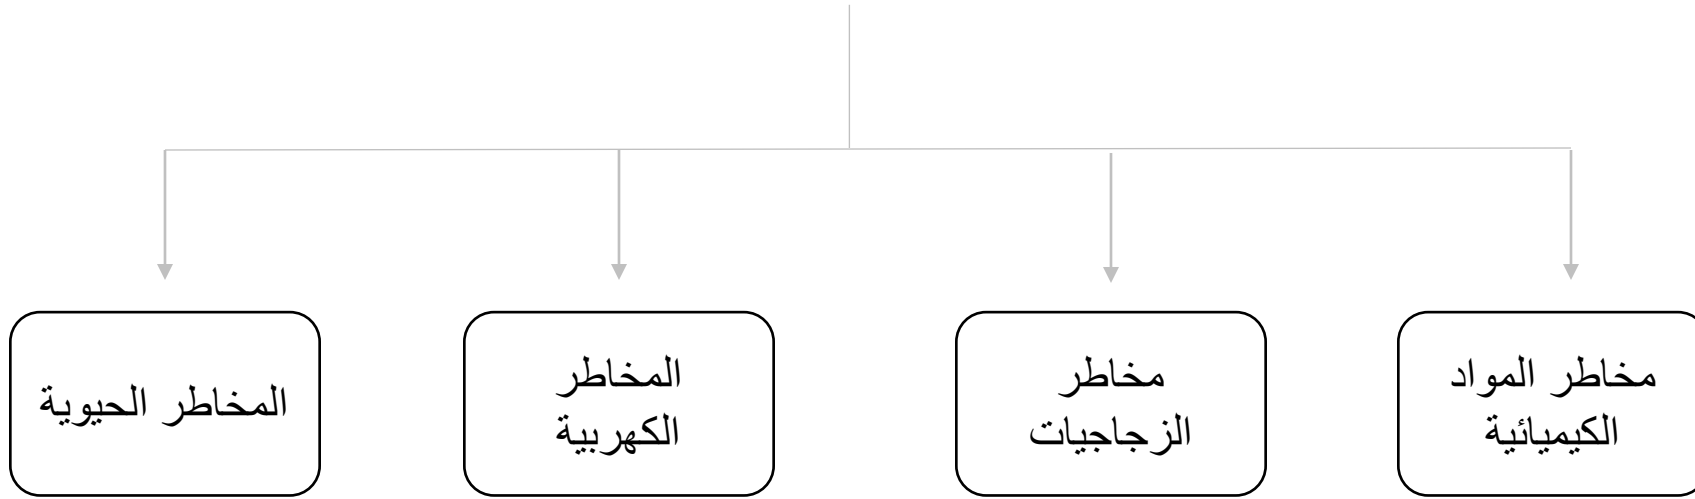 مخاطر المواد
الكيميائية
مخاطر
الزجاجيات
المخاطر
الكهربية
المخاطر الحيوية